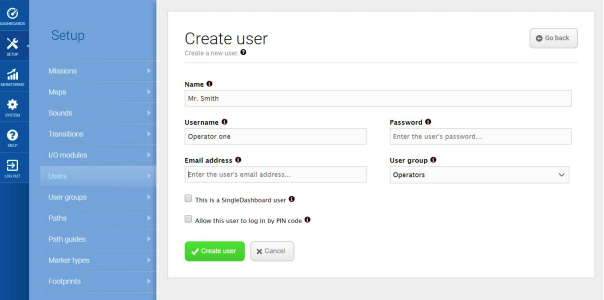 DASHBOARDS
SETUP
MONITORING
SYSTEM
HELP
LOG OUT
Setup
Missions
Maps
Sounds
Transitions
I/O modules
Users
User groups
Paths
Path guides
Marker types
Footprints
Create user
Create a new user.
Go back
Name
Mr. Smith
Username
Password
Operator one
Enter the user's password...
Email address
User group
Enter the user's email address...
Operators
This is a SingleDashboard user
Allow this user to log in by PIN code
Create user
Cancel